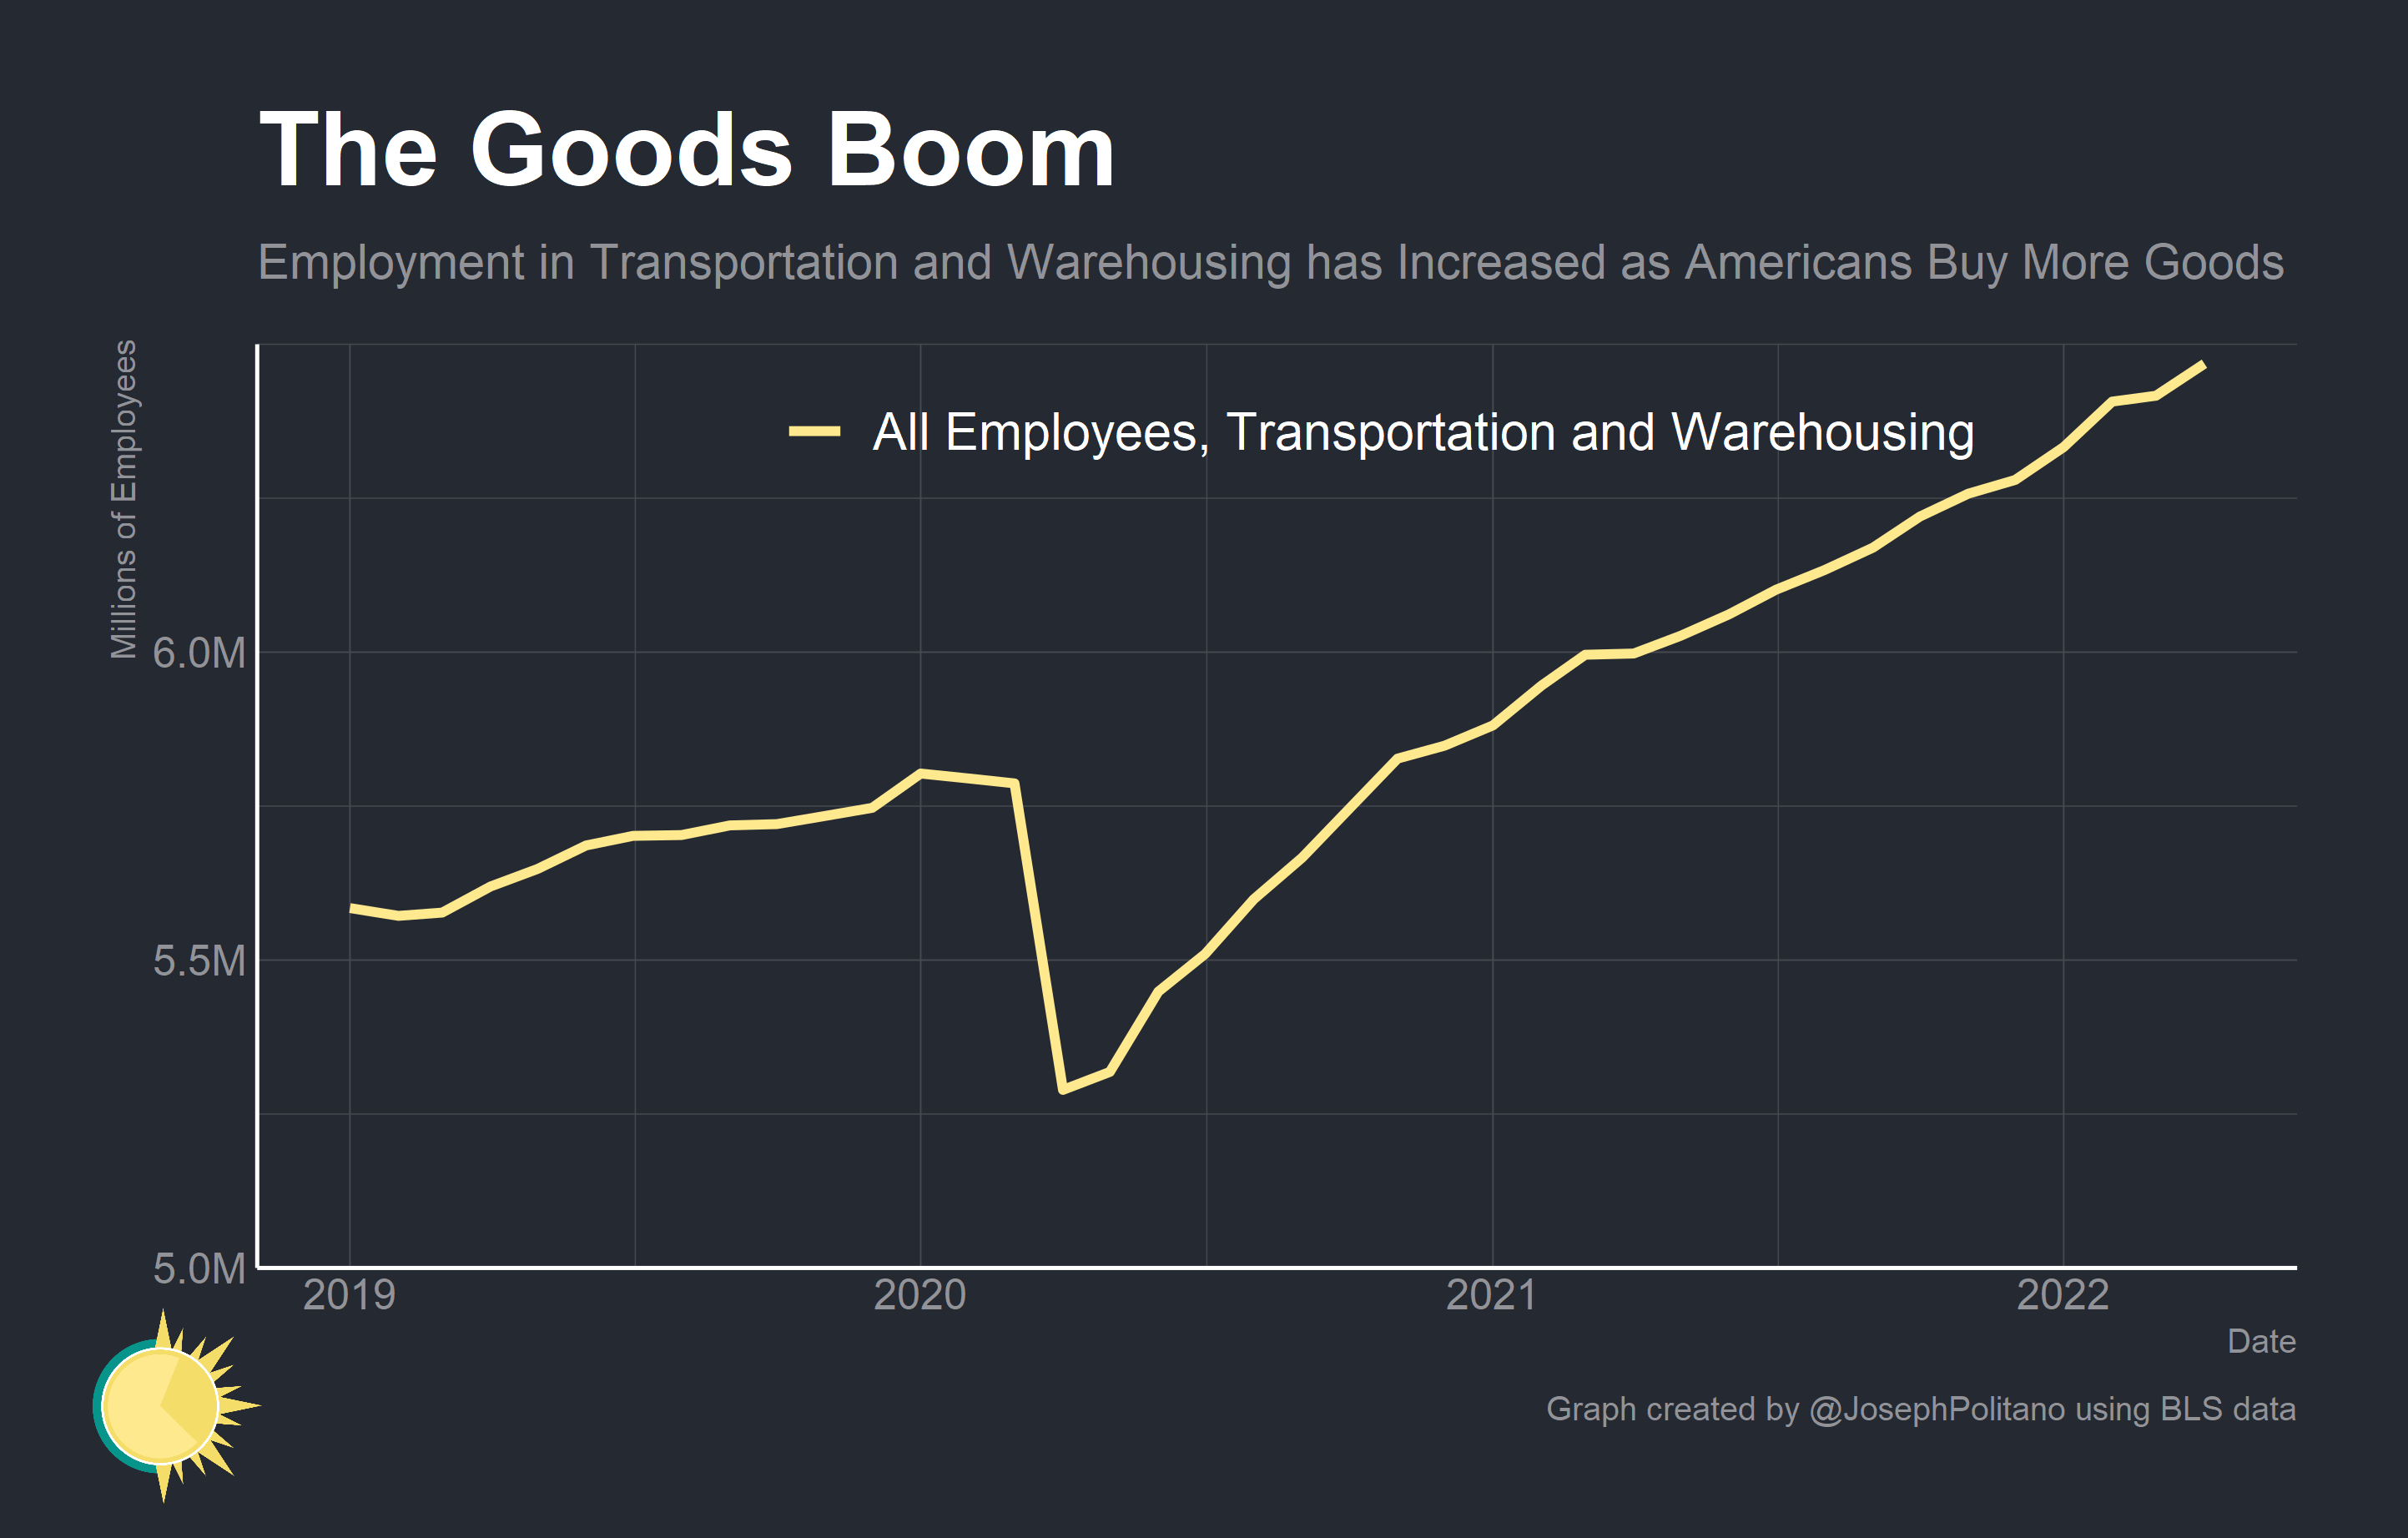 The Goods Boom
Employment in Transportation and Warehousing has Increased as Americans Buy More Goods
Millions of Employees
All Employees, Transportation and Warehousing
6.0M
5.5M
5.0M
2019
2020
2021
2022
Date
Graph created by @JosephPolitano using BLS data